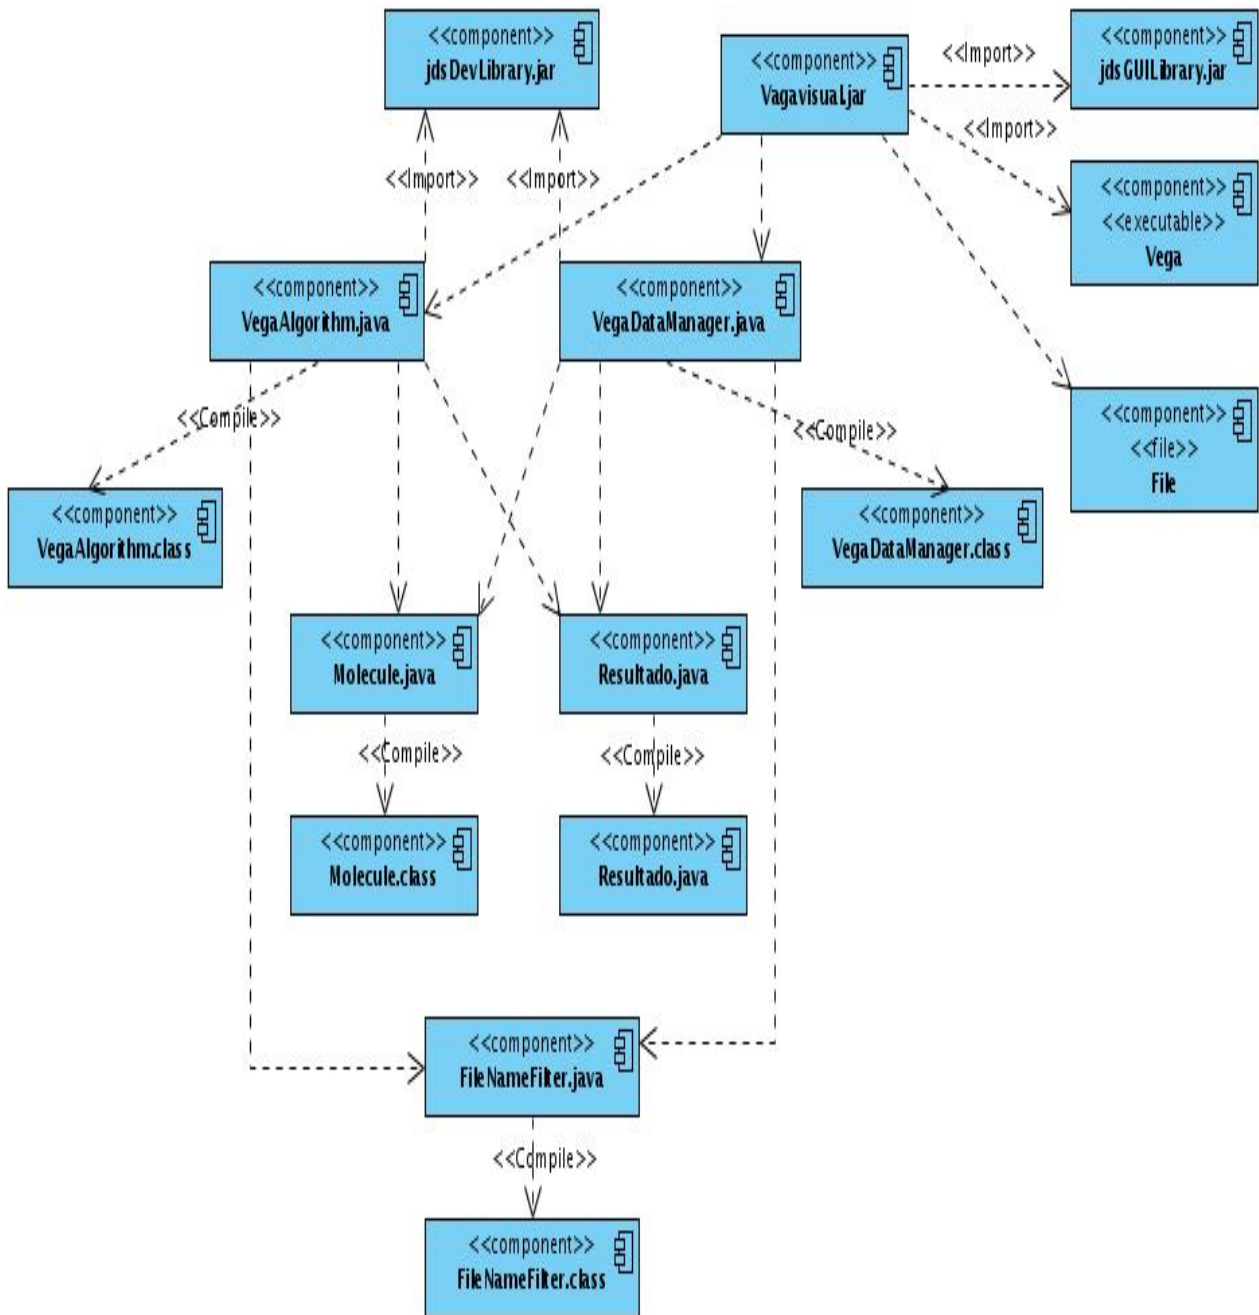 <<component>>
jdsDevLibrary.jar
<<component>>
Vagavisual.jar
<<Import>>
<<component>>
jdsGUILibrary.jar
<<Import>>
<<Import>>
<<Import>>
<<component>>
<<executable>>
Vega
<<component>>
VegaAlgorithm.java
<<component>>
VegaDataManager.java
<<Compile>>
<<Compile>>
<<component>>
<<file>>
File
<<component>>
VegaAlgorithm.class
<<component>>
VegaDataManager.class
<<component>>
Molecule.java
<<component>>
Resultado.java
<<Compile>>
<<Compile>>
<<component>>
Molecule.class
<<component>>
Resultado.java
<<component>>
FileNameFilter.java
<<Compile>>
<<component>>
FileNameFilter.class